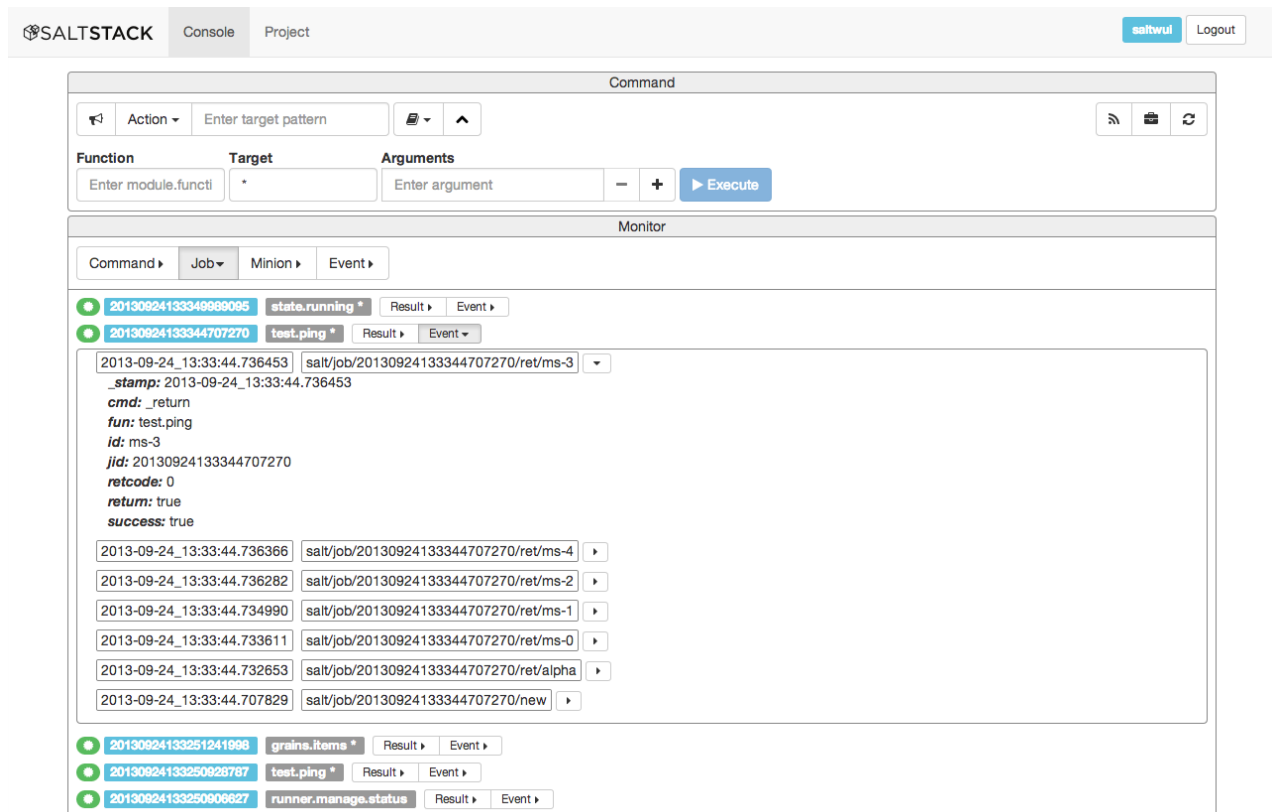 SALTSTACK Console Project saltwui Logout
Command
Action Enter target pattern
Function Target Arguments
Enter module.functi * Enter argument Execute
Monitor
Command Job Minion Event
20130924133349989095 state.running * Result Event
20130924133344707270 test.ping * Result Event
2013-09-24_13:33:44.736453 salt/job/20130924133344707270/ret/ms-3
_stamp: 2013-09-24_13:33:44.736453
cmd: _return
fun: test.ping
id: ms-3
jid: 20130924133344707270
retcode: 0
return: true
success: true
2013-09-24_13:33:44.736366 salt/job/20130924133344707270/ret/ms-4
2013-09-24_13:33:44.736282 salt/job/20130924133344707270/ret/ms-2
2013-09-24_13:33:44.734990 salt/job/20130924133344707270/ret/ms-1
2013-09-24_13:33:44.733611 salt/job/20130924133344707270/ret/ms-0
2013-09-24_13:33:44.732653 salt/job/20130924133344707270/ret/alpha
2013-09-24_13:33:44.707829 salt/job/20130924133344707270/new
20130924133251241998 grains.items * Result Event
20130924133250928787 test.ping * Result Event
20130924133250906627 runner.manage.status Result Event